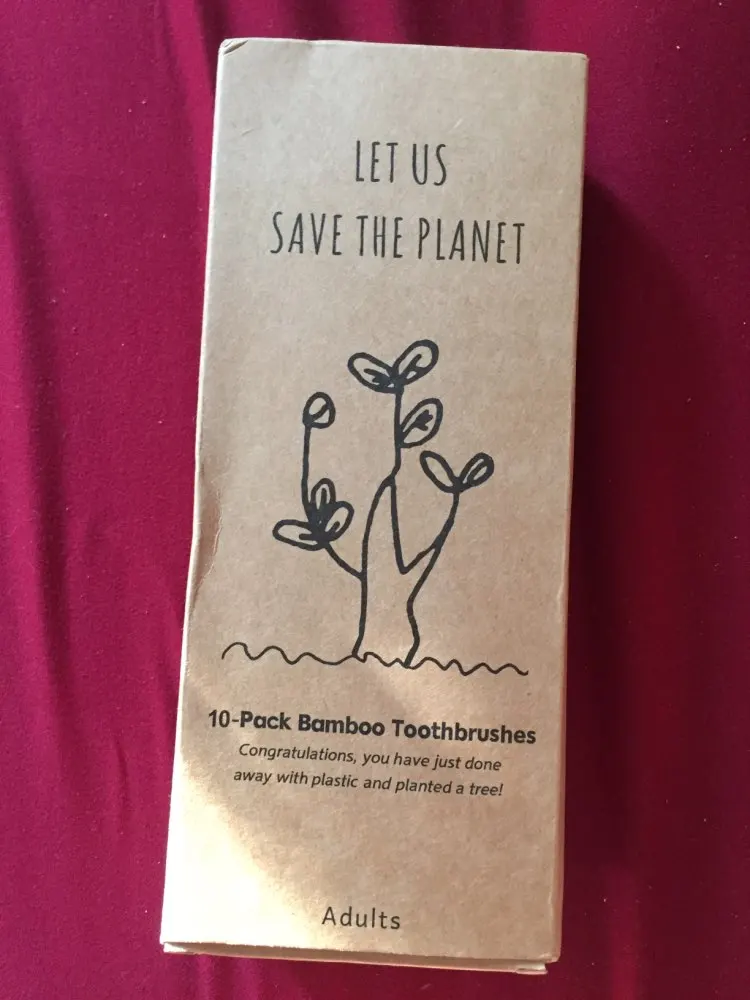 LET US
SAVE THE PLANET
10-Pack Bamboo Toothbrushes
Congratulations, you have just done
away with plastic and planted a tree!
Adults